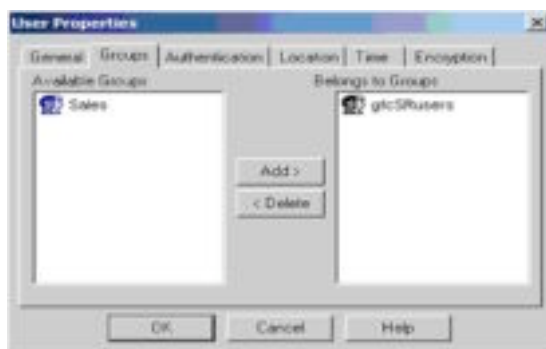 User Properties
General Groups Authentication Location Time Encryption
Available Groups Belongs to Groups
Sales gtcSRusers
Add >
< Delete
OK Cancel Help